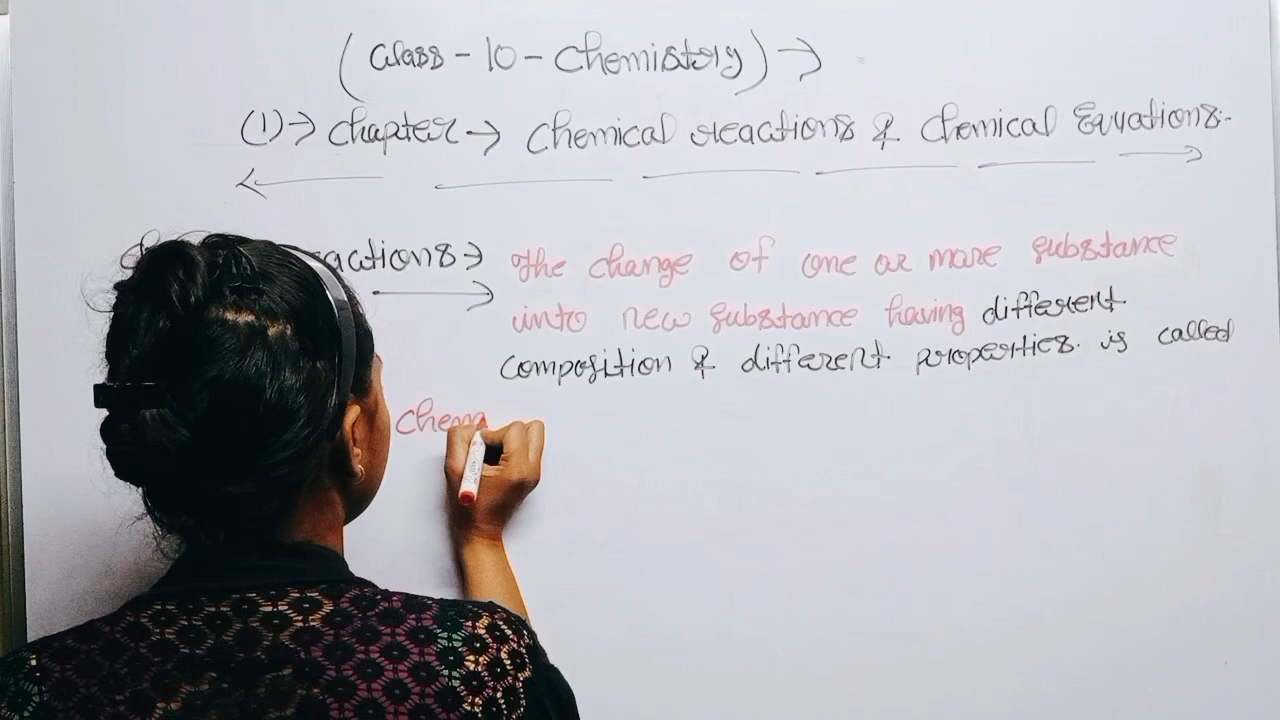 (Class - 10 - Chemistry) →
(1) → Chapter → Chemical reactions & Chemical Equations.
actions → The change of one or more substance
into new substance having different
composition & different properties. is called
Chem